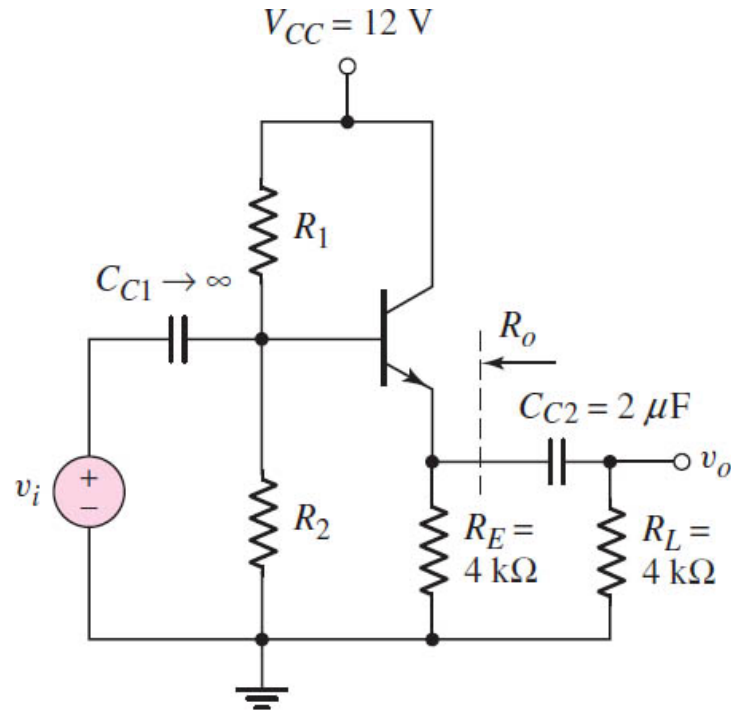 V_CC = 12 V
R_1
C_C1 → ∞
R_o
C_C2 = 2 μF
v_o
v_i
+
−
R_2
R_E =
4 kΩ
R_L =
4 kΩ